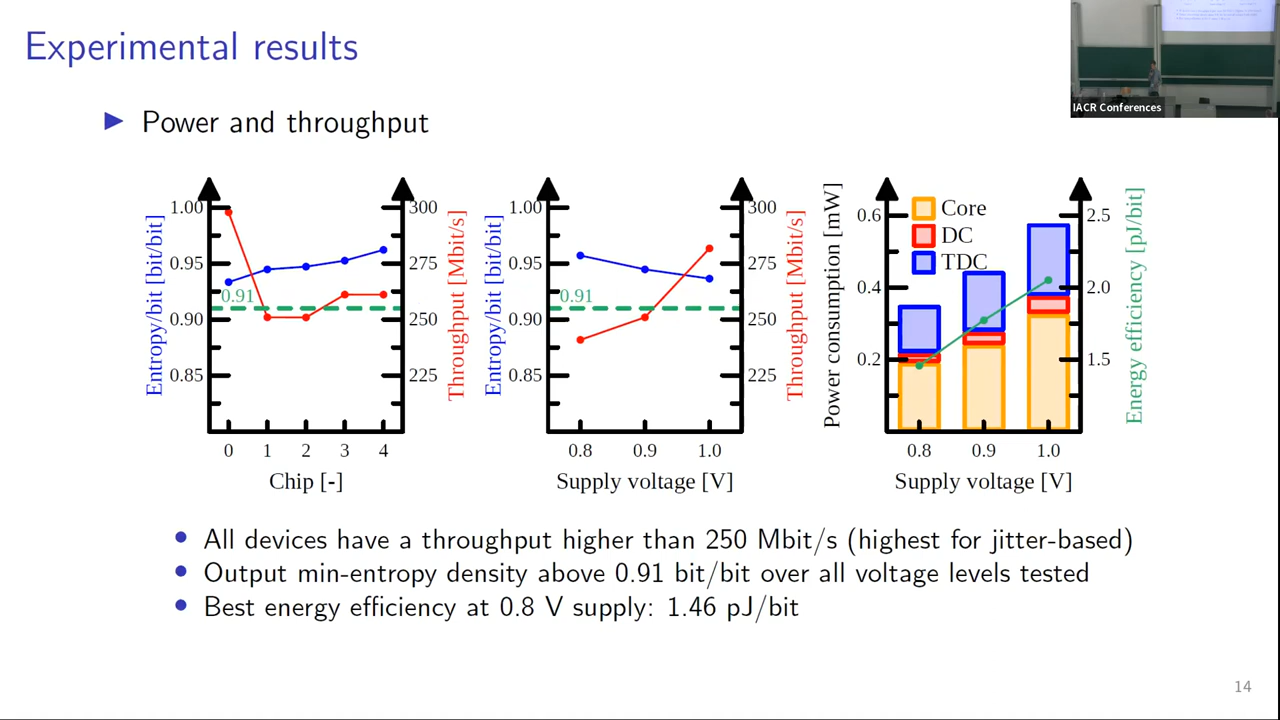 Experimental results
IACR Conferences
▶ Power and throughput
Entropy/bit [bit/bit]
1.00
0.95
0.90
0.85
0.91
300
275
250
225
Throughput [Mbit/s]
0 1 2 3 4
Chip [-]
Entropy/bit [bit/bit]
1.00
0.95
0.90
0.85
0.91
300
275
250
225
Throughput [Mbit/s]
0.8 0.9 1.0
Supply voltage [V]
Power consumption [mW]
0.6
0.4
0.2
Core
DC
TDC
2.5
2.0
1.5
Energy efficiency [pJ/bit]
0.8 0.9 1.0
Supply voltage [V]
• All devices have a throughput higher than 250 Mbit/s (highest for jitter-based)
• Output min-entropy density above 0.91 bit/bit over all voltage levels tested
• Best energy efficiency at 0.8 V supply: 1.46 pJ/bit
14